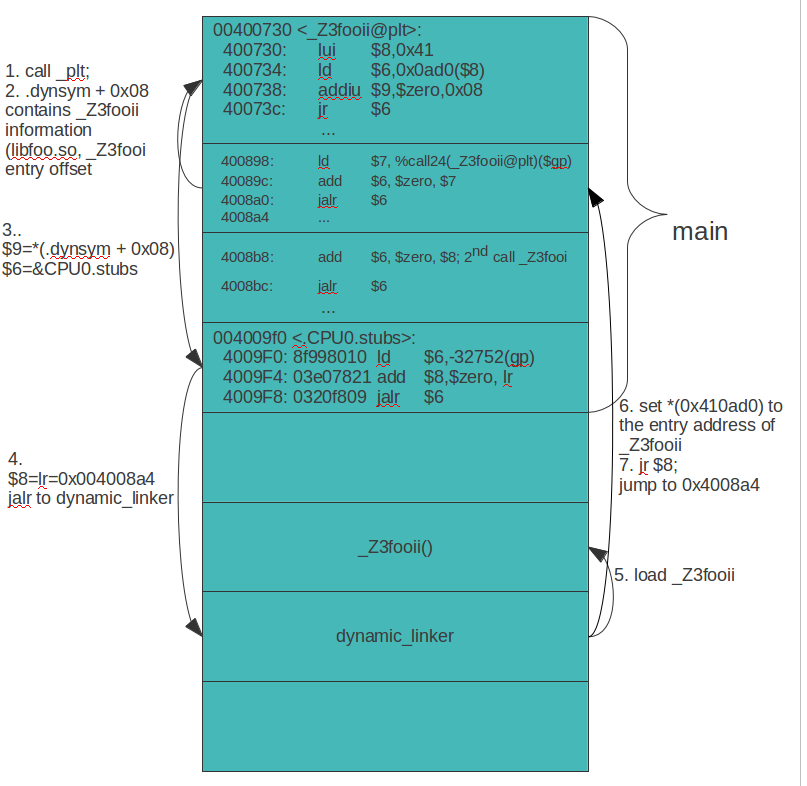 00400730 <_Z3fooii@plt>:
400730: lui $8,0x41
400734: ld $6,0x0ad0($8)
400738: addiu $9,$zero,0x08
40073c: jr $6
...
400898: ld $7, %call24(_Z3fooii@plt)($gp)
40089c: add $6, $zero, $7
4008a0: jalr $6
4008a4 ...
4008b8: add $6, $zero, $8; 2nd call _Z3fooi
4008bc: jalr $6
...
004009f0 <.CPU0.stubs>:
4009F0: 8f998010 ld $6,-32752(gp)
4009F4: 03e07821 add $8,$zero, lr
4009F8: 0320f809 jalr $6
_Z3fooii()
dynamic_linker
1. call _plt;
2. .dynsym + 0x08
contains _Z3fooii
information
(libfoo.so, _Z3fooi
entry offset
3..
$9=*(.dynsym + 0x08)
$6=&CPU0.stubs
4.
$8=lr=0x004008a4
jalr to dynamic_linker
main
6. set *(0x410ad0) to
the entry address of
_Z3fooii
7. jr $8;
jump to 0x4008a4
5. load _Z3fooii